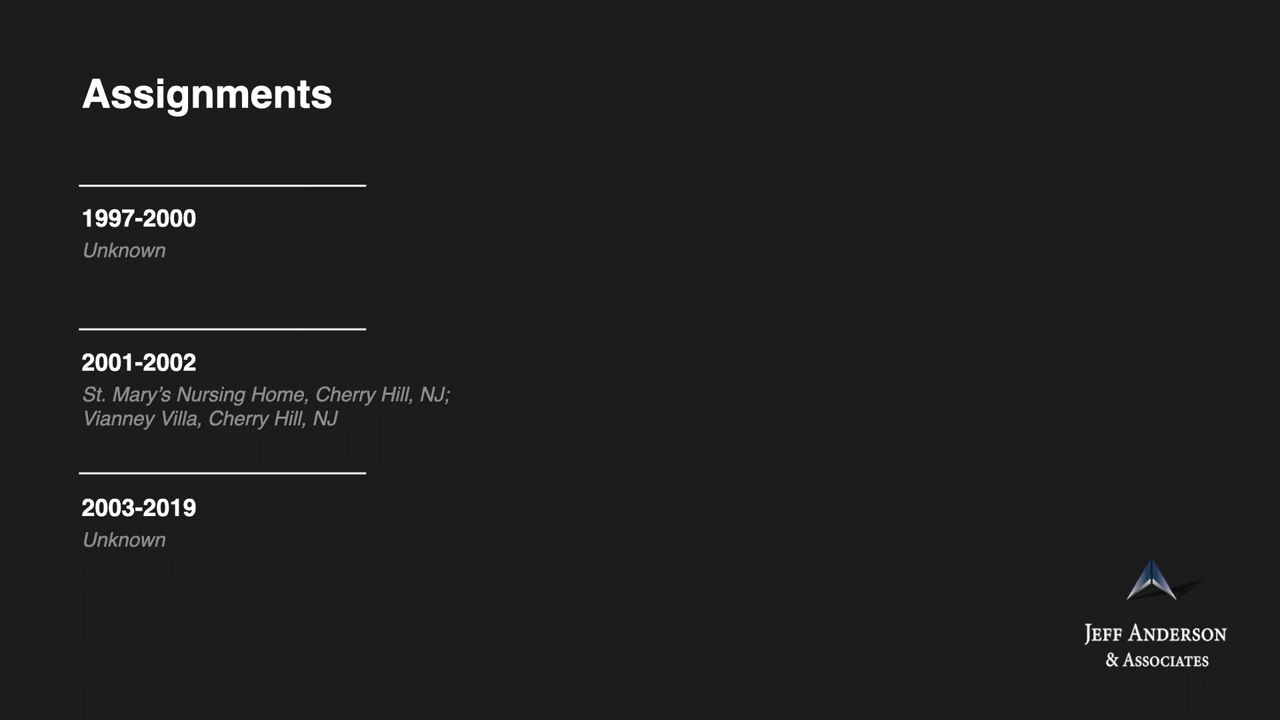 Assignments
1997-2000
Unknown
2001-2002
St. Mary’s Nursing Home, Cherry Hill, NJ;
Vianney Villa, Cherry Hill, NJ
2003-2019
Unknown
JEFF ANDERSON
& ASSOCIATES